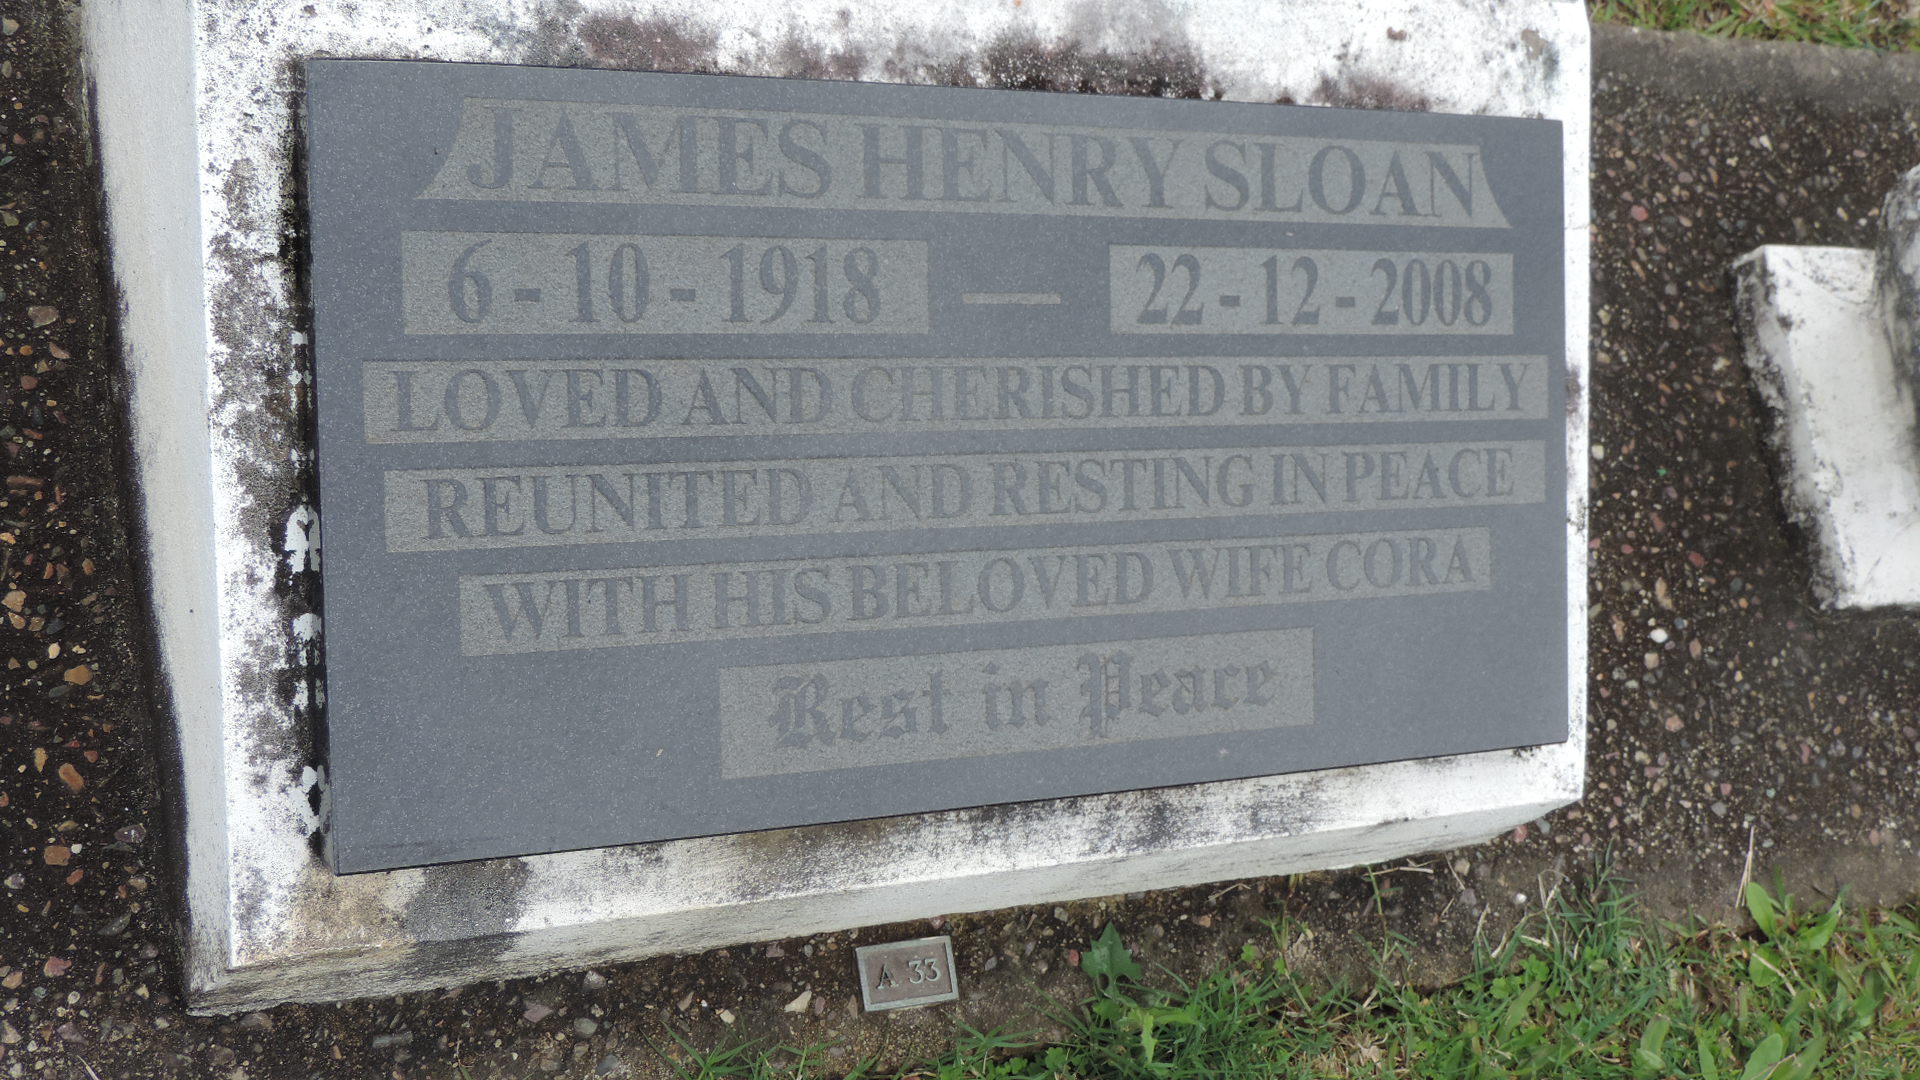 JAMES HENRY SLOAN
6 - 10 - 1918 — 22 - 12 - 2008
LOVED AND CHERISHED BY FAMILY
REUNITED AND RESTING IN PEACE
WITH HIS BELOVED WIFE CORA
Rest in Peace
A 33